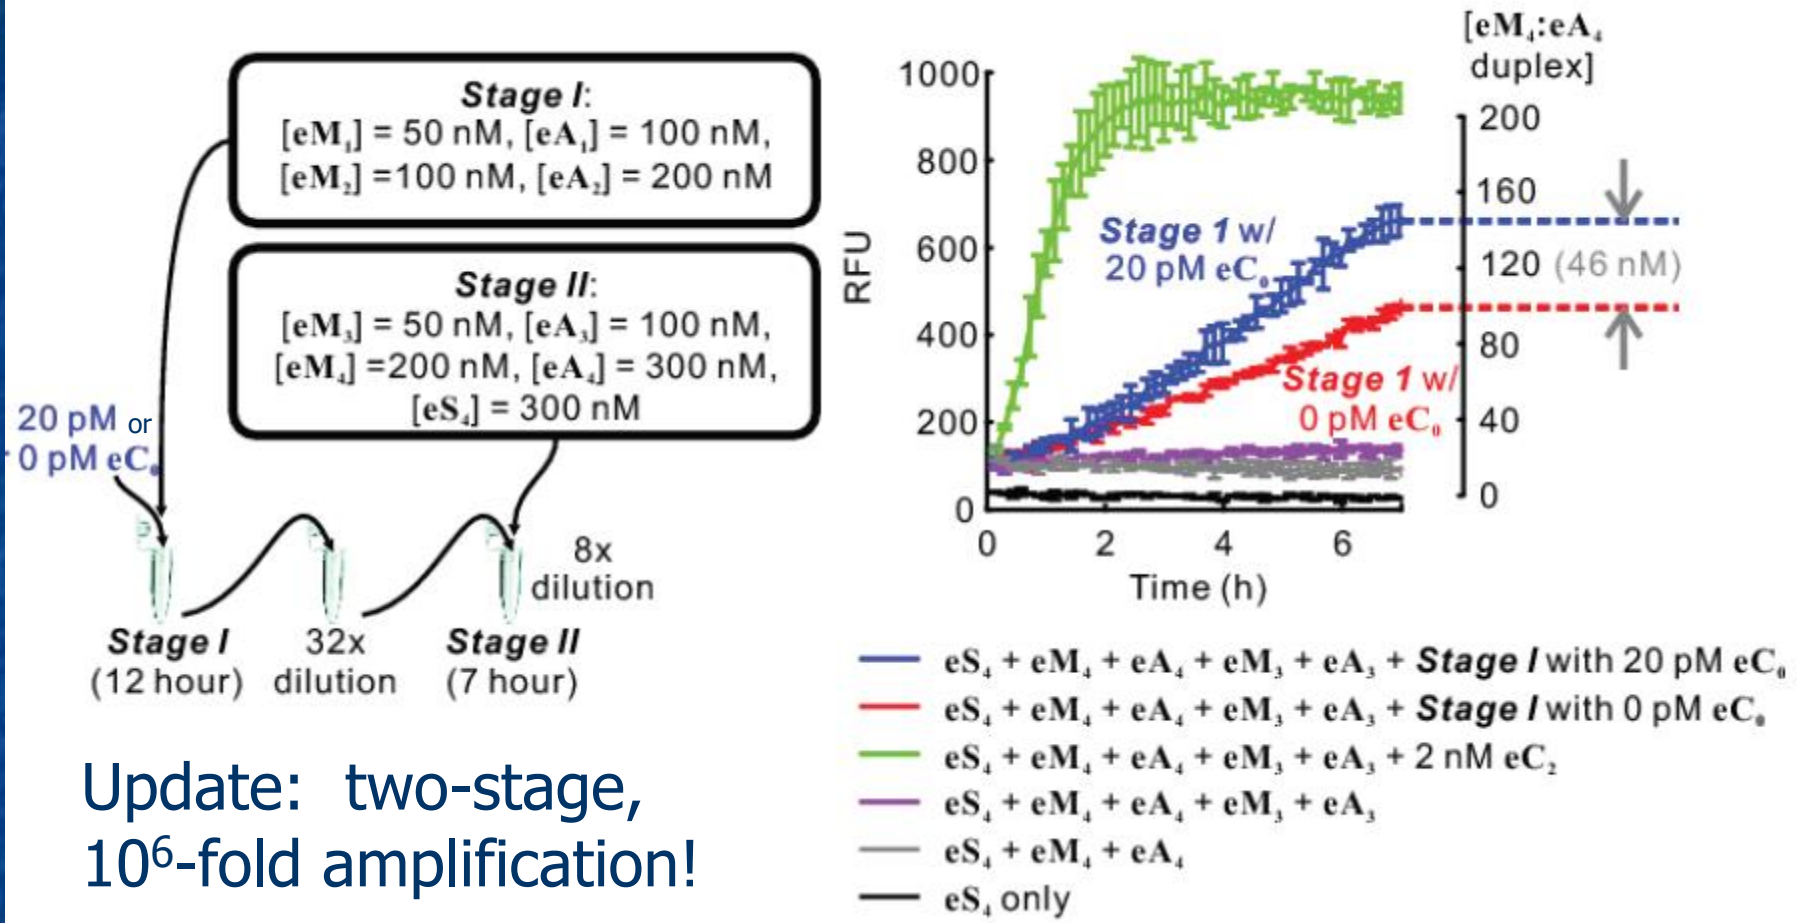 Stage I:
[eM₁] = 50 nM, [eA₁] = 100 nM,
[eM₂] =100 nM, [eA₂] = 200 nM
Stage II:
[eM₃] = 50 nM, [eA₃] = 100 nM,
[eM₄] =200 nM, [eA₄] = 300 nM,
[eS₄] = 300 nM
20 pM or
0 pM eC₀
8x
dilution
Stage I
(12 hour)
32x
dilution
Stage II
(7 hour)
Update: two-stage,
10⁶-fold amplification!
[eM₄:eA₄
duplex]
RFU
1000
800
600
400
200
0
200
160
120 (46 nM)
80
40
0
Stage 1 w/
20 pM eC₀
Stage 1 w/
0 pM eC₀
0 2 4 6
Time (h)
eS₄ + eM₄ + eA₄ + eM₃ + eA₃ + Stage I with 20 pM eC₀
eS₄ + eM₄ + eA₄ + eM₃ + eA₃ + Stage I with 0 pM eC₀
eS₄ + eM₄ + eA₄ + eM₃ + eA₃ + 2 nM eC₂
eS₄ + eM₄ + eA₄ + eM₃ + eA₃
eS₄ + eM₄ + eA₄
eS₄ only